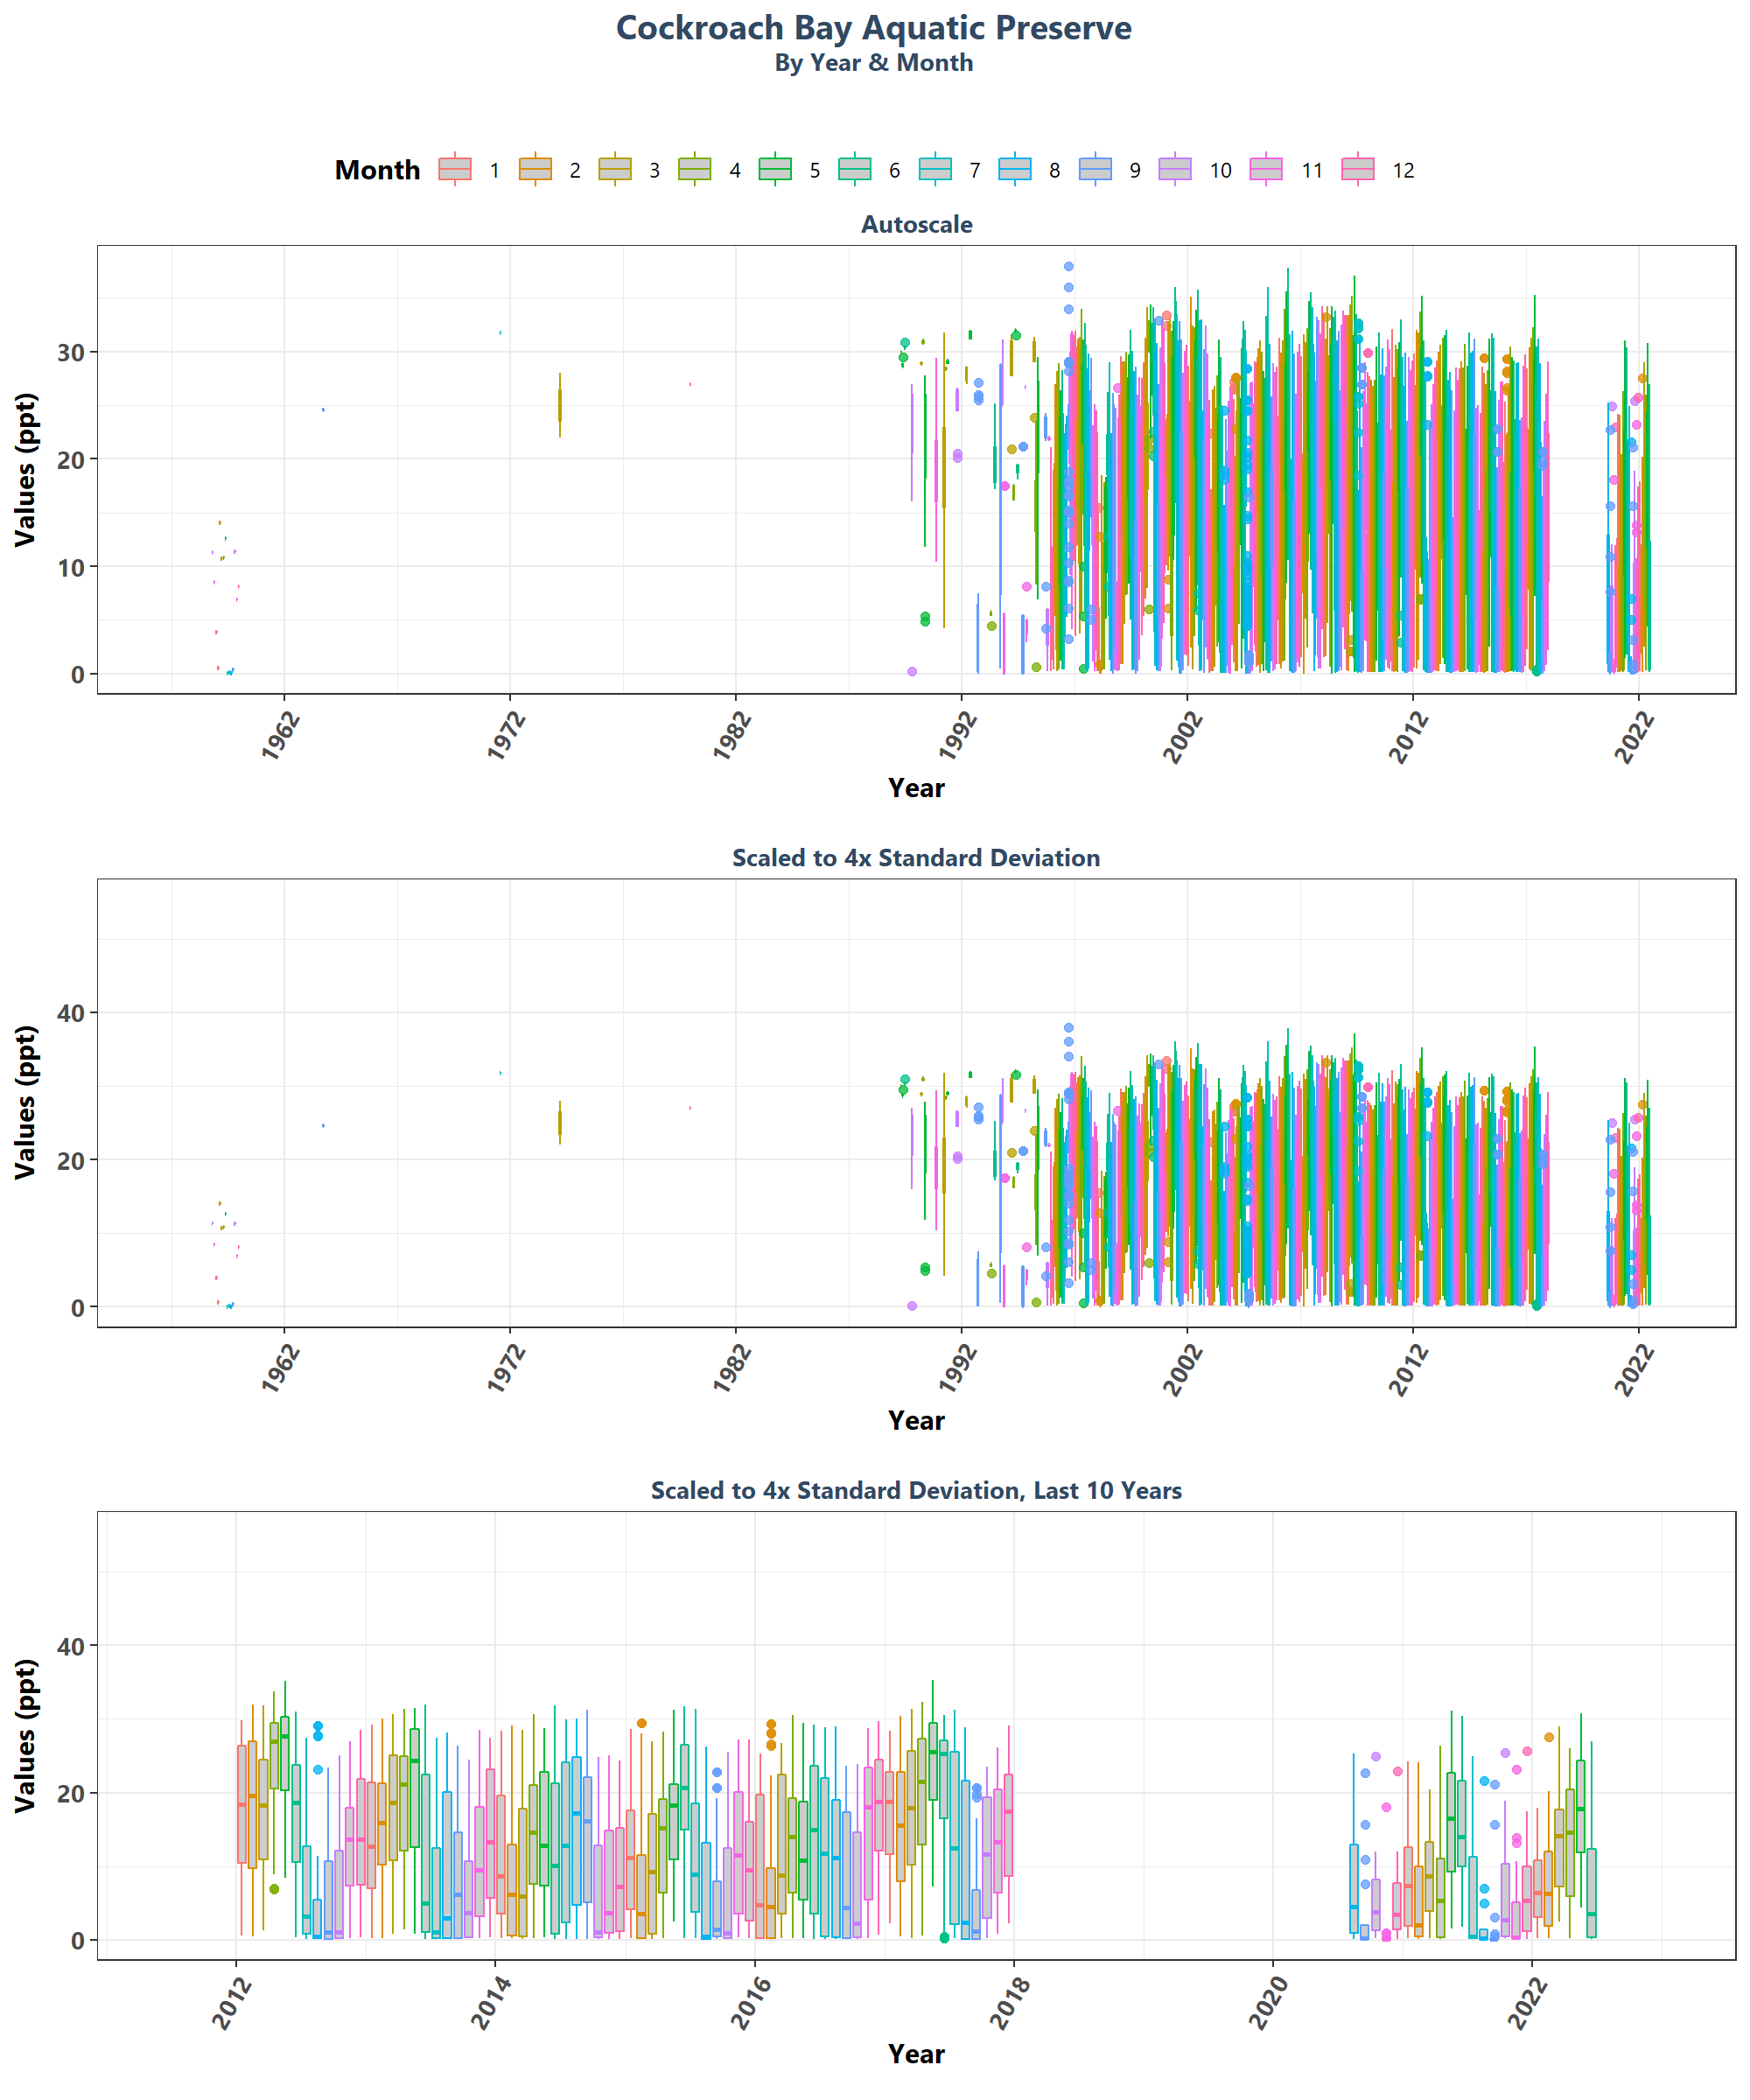 Cockroach Bay Aquatic Preserve
By Year & Month
Month 1 2 3 4 5 6 7 8 9 10 11 12
Autoscale
Values (ppt)
30
20
10
0
1962 1972 1982 1992 2002 2012 2022
Year
Scaled to 4x Standard Deviation
Values (ppt)
40
20
0
1962 1972 1982 1992 2002 2012 2022
Year
Scaled to 4x Standard Deviation, Last 10 Years
Values (ppt)
40
20
0
2012 2014 2016 2018 2020 2022
Year